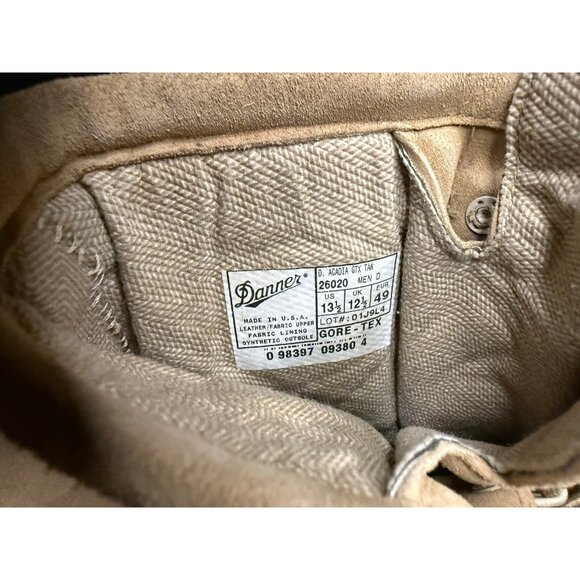 Danner®
MADE IN U.S.A.
LEATHER/FABRIC UPPER
FABRIC LINING
SYNTHETIC OUTSOLE
D. ACADIA GTX TAN
26020 MEN D
US UK EUR
13½ 12½ 49
LOT#: 01J9L4
GORE-TEX
0 98397 09380 4